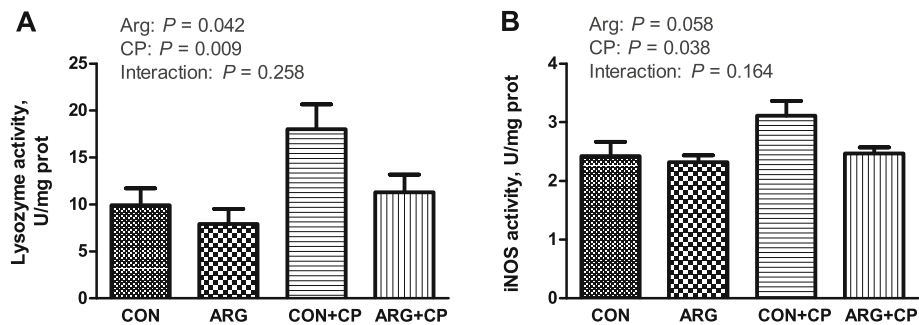 A
Arg: P = 0.042
CP: P = 0.009
Interaction: P = 0.258
Lysozyme activity,
U/mg prot
25
20
15
10
5
0
CON ARG CON+CP ARG+CP
B
Arg: P = 0.058
CP: P = 0.038
Interaction: P = 0.164
iNOS activity, U/mg prot
4
3
2
1
0
CON ARG CON+CP ARG+CP